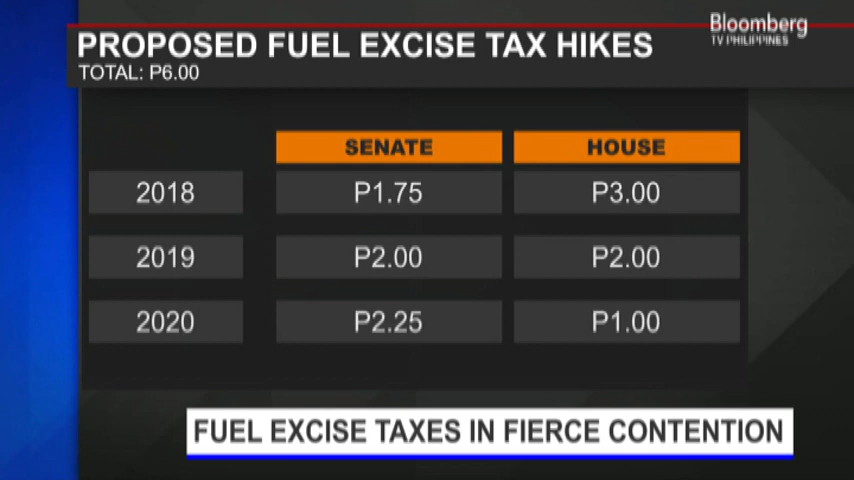 Bloomberg
TV PHILIPPINES
PROPOSED FUEL EXCISE TAX HIKES
TOTAL: P6.00
SENATE HOUSE
2018 P1.75 P3.00
2019 P2.00 P2.00
2020 P2.25 P1.00
FUEL EXCISE TAXES IN FIERCE CONTENTION